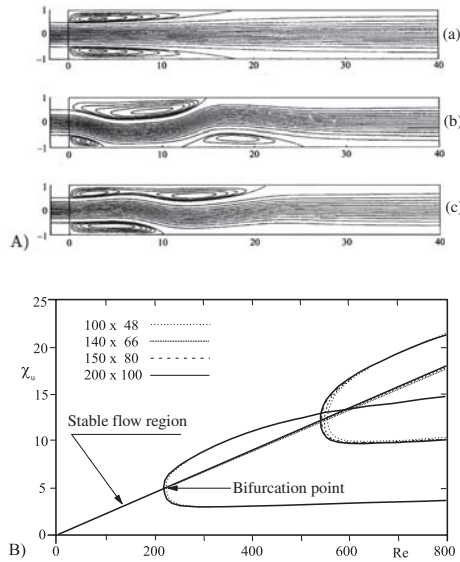 1
0
−1
0 10 20 30 40
(a)
1
0
−1
0 10 20 30 40
(b)
1
0
−1
0 10 20 30 40
(c)
A)
25
20
15
10
5
0
χu
100 x 48
140 x 66
150 x 80
200 x 100
Stable flow region
Bifurcation point
0 200 400 600 Re 800
B)